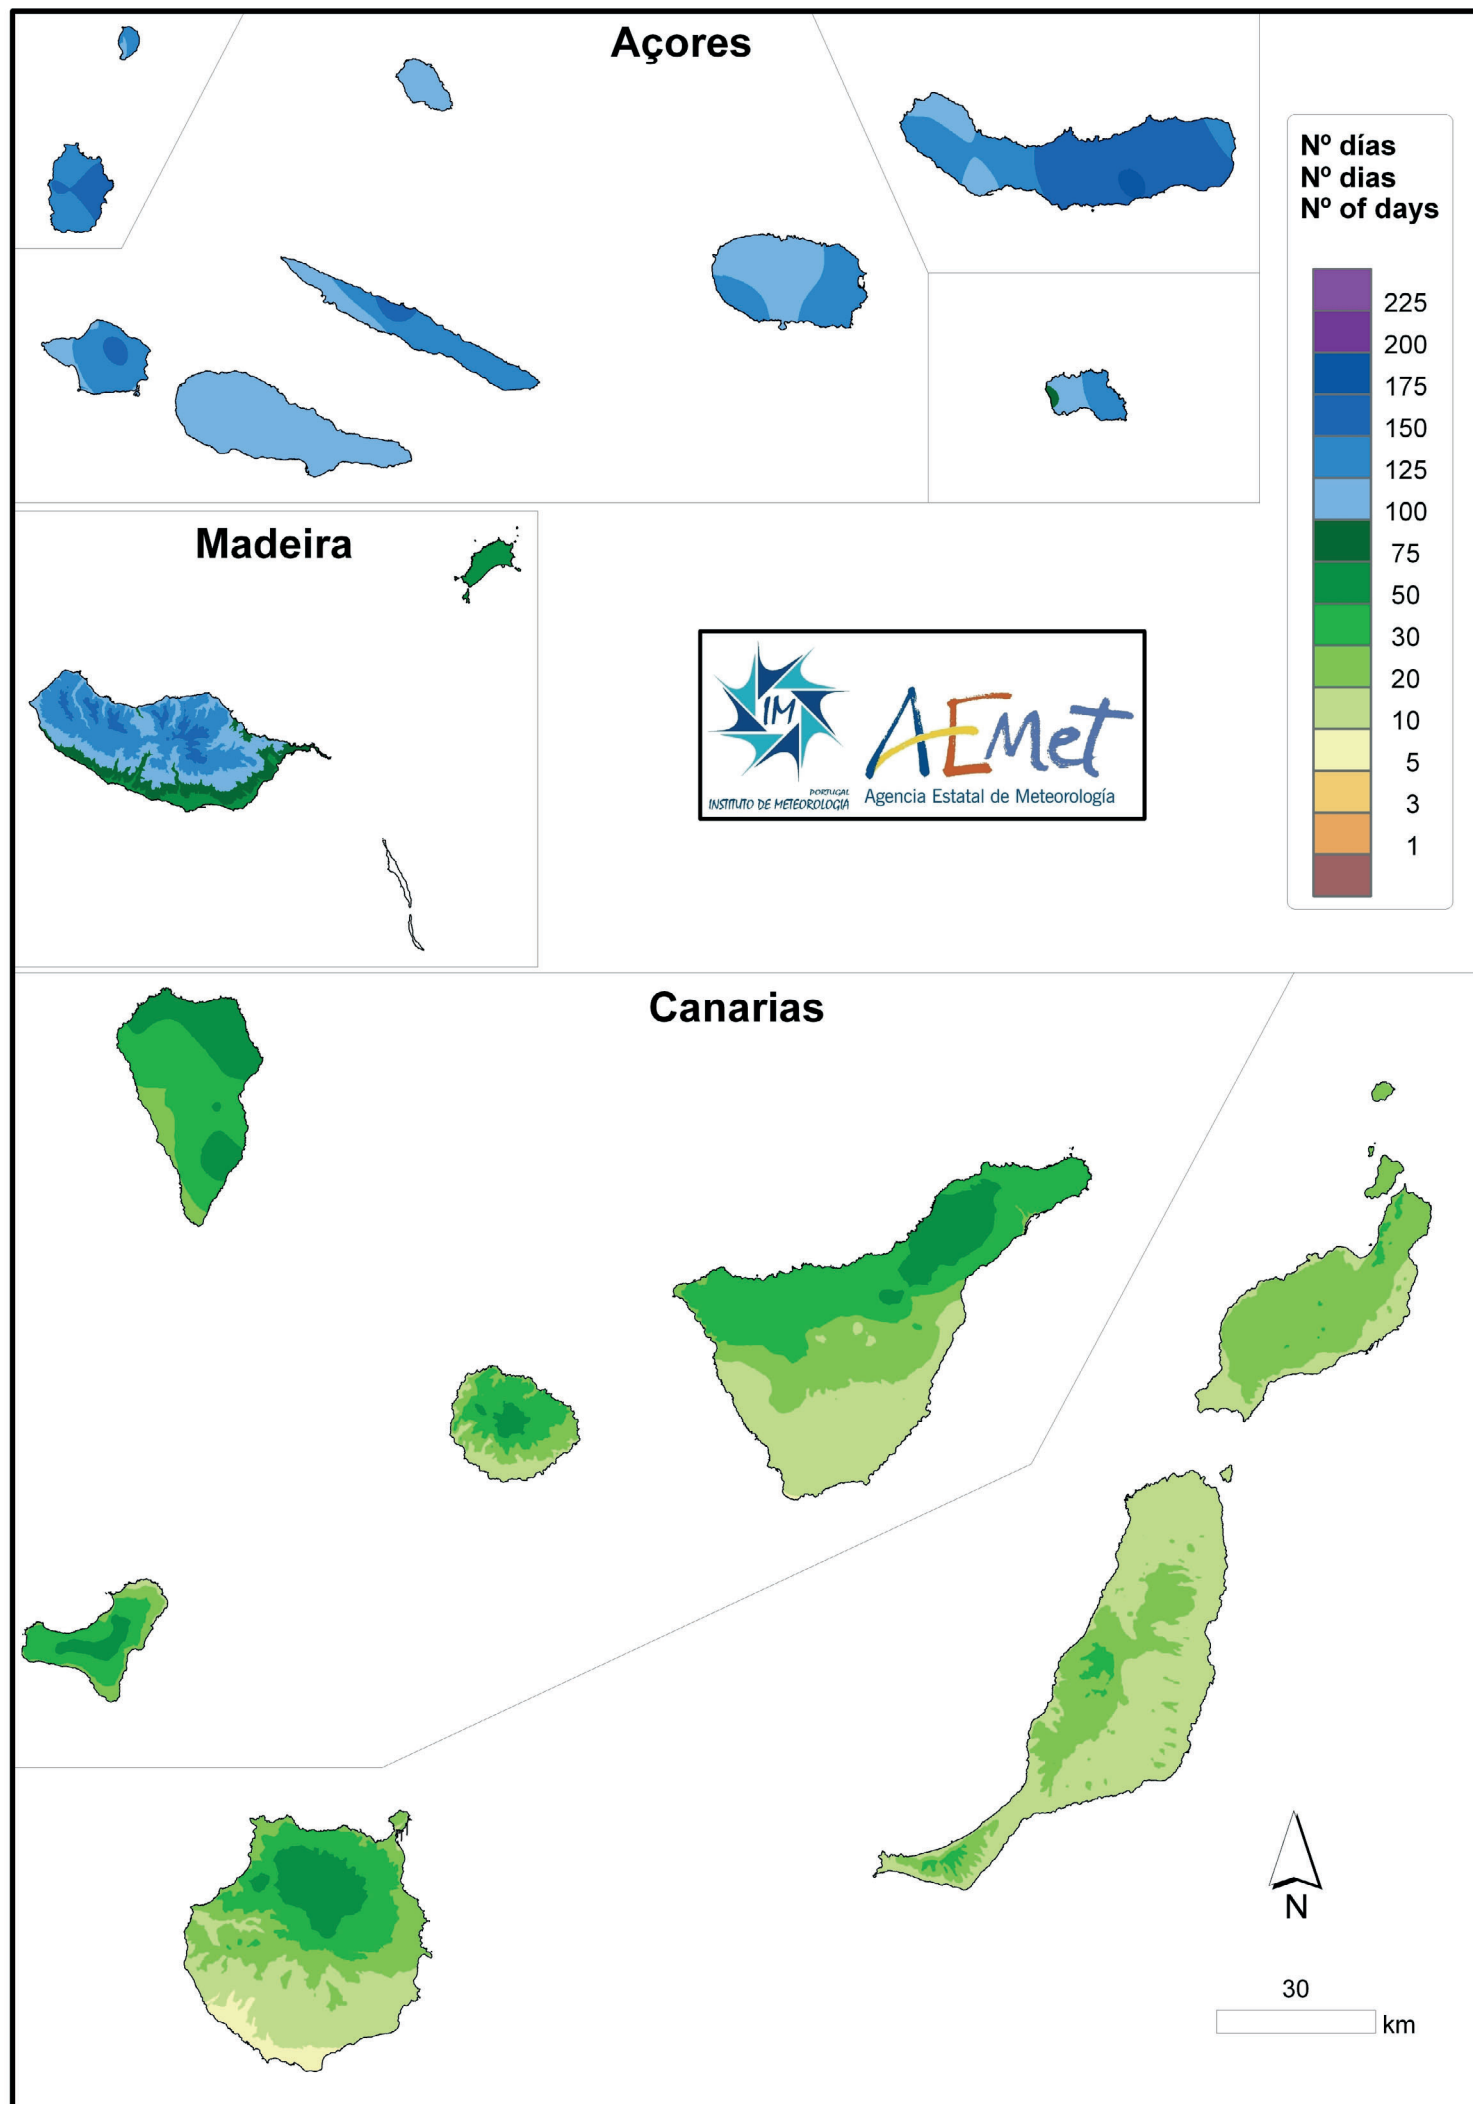 Açores
Nº días
Nº dias
Nº of days
225
200
175
150
125
100
75
50
30
20
10
5
3
1
Madeira
IM
PORTUGAL
INSTITUTO DE METEOROLOGIA
AEMet
Agencia Estatal de Meteorología
Canarias
N
30
km